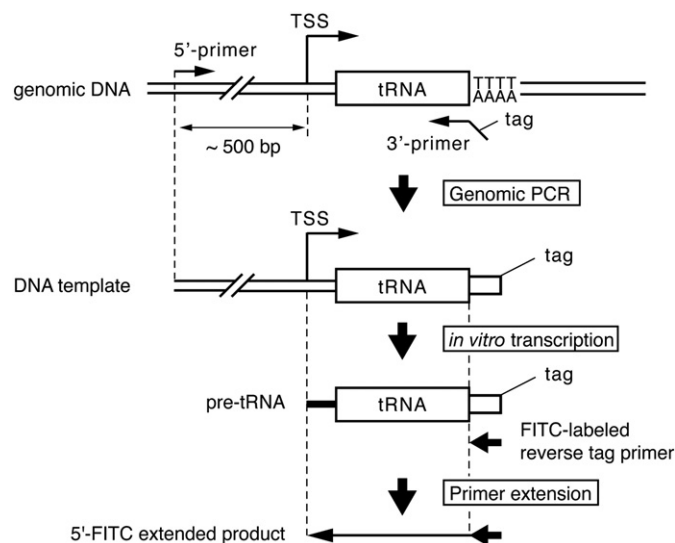 TSS
5'-primer
genomic DNA
tRNA
TTTT
AAAA
tag
~ 500 bp
3'-primer
Genomic PCR
TSS
tag
DNA template
tRNA
in vitro transcription
tag
pre-tRNA
tRNA
FITC-labeled
reverse tag primer
Primer extension
5'-FITC extended product